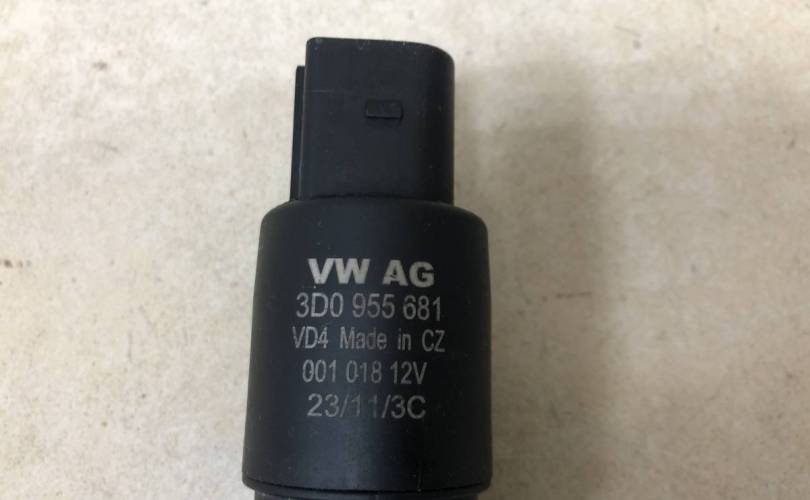 VW AG
3D0 955 681
VD4 Made in CZ
001 018 12V
23/11/3C